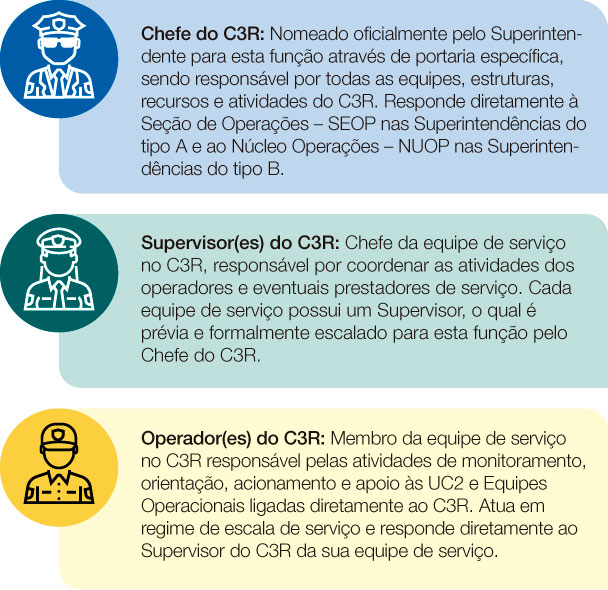 Chefe do C3R: Nomeado oficialmente pelo Superinten-
dente para esta função através de portaria específica,
sendo responsável por todas as equipes, estruturas,
recursos e atividades do C3R. Responde diretamente à
Seção de Operações – SEOP nas Superintendências do
tipo A e ao Núcleo Operações – NUOP nas Superinten-
dências do tipo B.
Supervisor(es) do C3R: Chefe da equipe de serviço
no C3R, responsável por coordenar as atividades dos
operadores e eventuais prestadores de serviço. Cada
equipe de serviço possui um Supervisor, o qual é
prévia e formalmente escalado para esta função pelo
Chefe do C3R.
Operador(es) do C3R: Membro da equipe de serviço
no C3R responsável pelas atividades de monitoramento,
orientação, acionamento e apoio às UC2 e Equipes
Operacionais ligadas diretamente ao C3R. Atua em
regime de escala de serviço e responde diretamente ao
Supervisor do C3R da sua equipe de serviço.